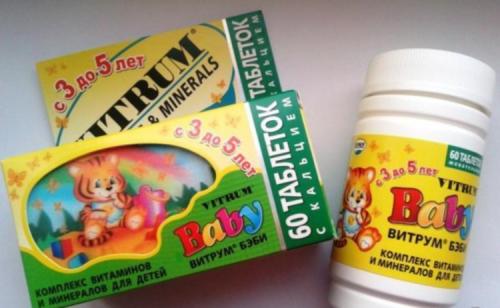 с 3 до 5 лет
VITRUM®
& MINERALS
ТАБЛЕТОК
КАЛЬЦИЕМ
с 3 до 5 лет
VITRUM
Baby
ВИТРУМ® БЭБИ
КОМПЛЕКС ВИТАМИНОВ
И МИНЕРАЛОВ ДЛЯ ДЕТЕЙ
60 ТАБЛЕТОК
С КАЛЬЦИЕМ
60 ТАБЛЕТОК
с 3 до 5 лет
VITRUM
Baby
ВИТРУМ® БЭБИ
КОМПЛЕКС ВИТАМИНОВ
И МИНЕРАЛОВ ДЛЯ ДЕТЕЙ